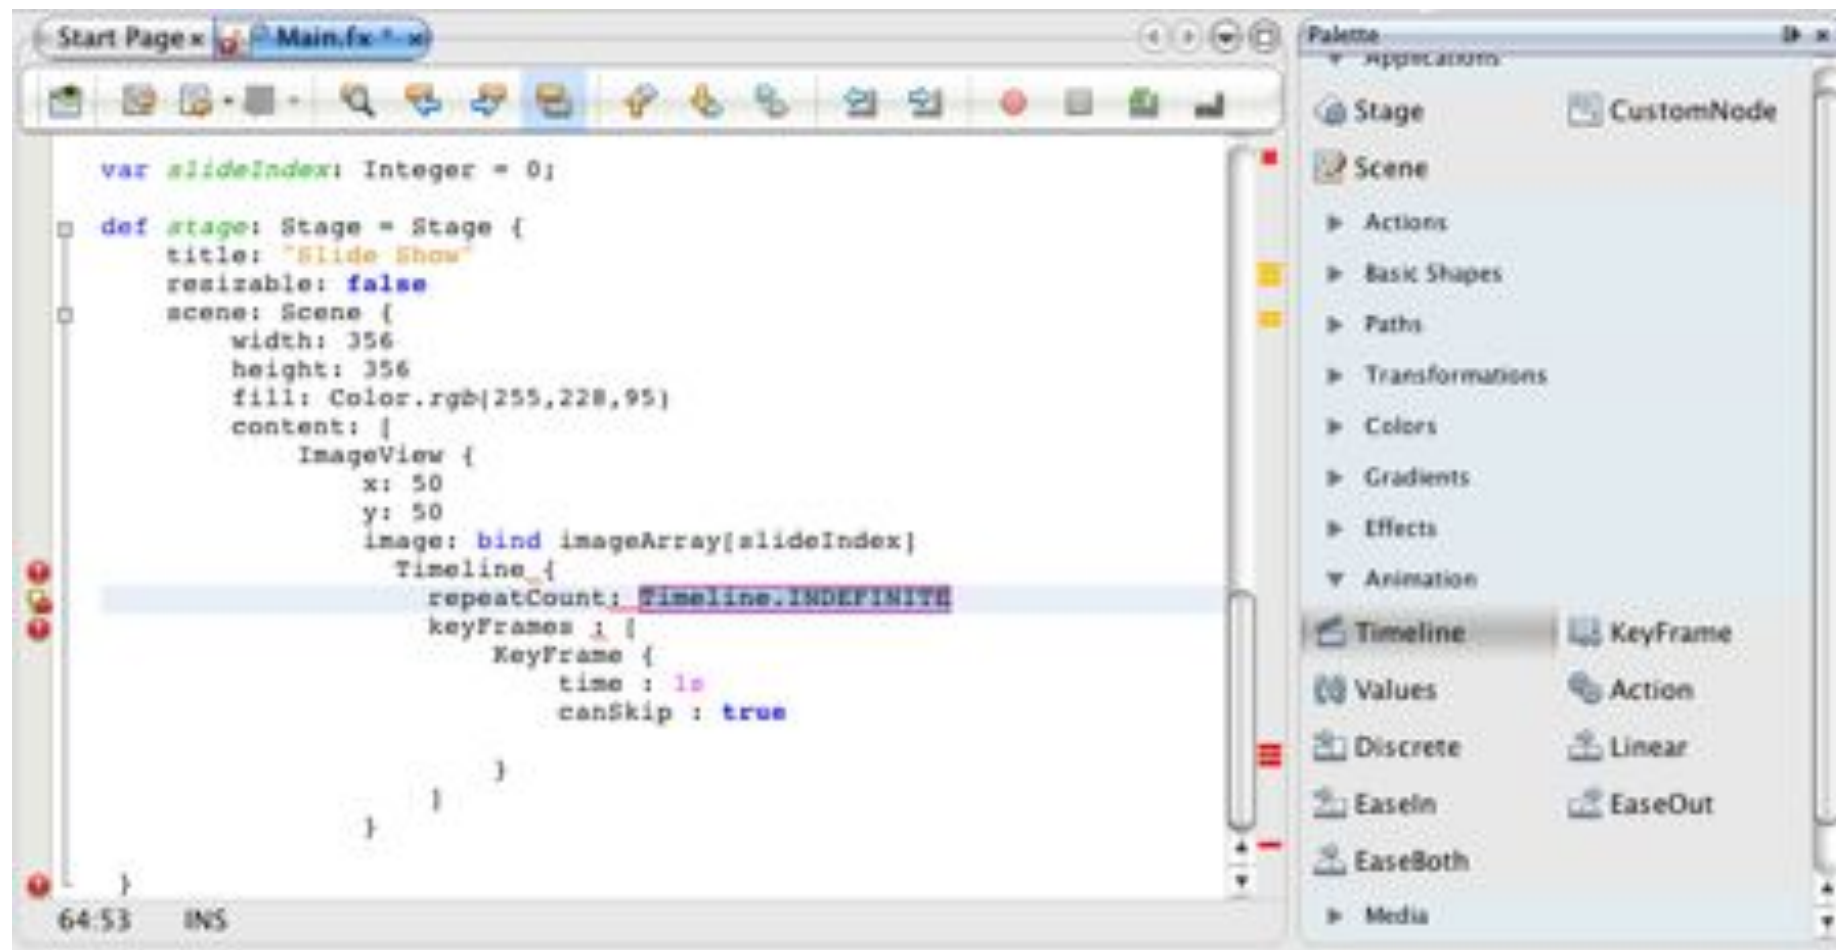 Start Page
Main.fx *
var slideIndex: Integer = 0;
def stage: Stage = Stage {
title: "Slide Show"
resizable: false
scene: Scene {
width: 356
height: 356
fill: Color.rgb(255,228,95)
content: [
ImageView {
x: 50
y: 50
image: bind imageArray[slideIndex]
Timeline {
repeatCount: Timeline.INDEFINITE
keyFrames : [
KeyFrame {
time : 1s
canSkip : true
}
]
}
}
64:53 INS
Palette
Applications
Stage CustomNode
Scene
Actions
Basic Shapes
Paths
Transformations
Colors
Gradients
Effects
Animation
Timeline KeyFrame
Values Action
Discrete Linear
EaseIn EaseOut
EaseBoth
Media